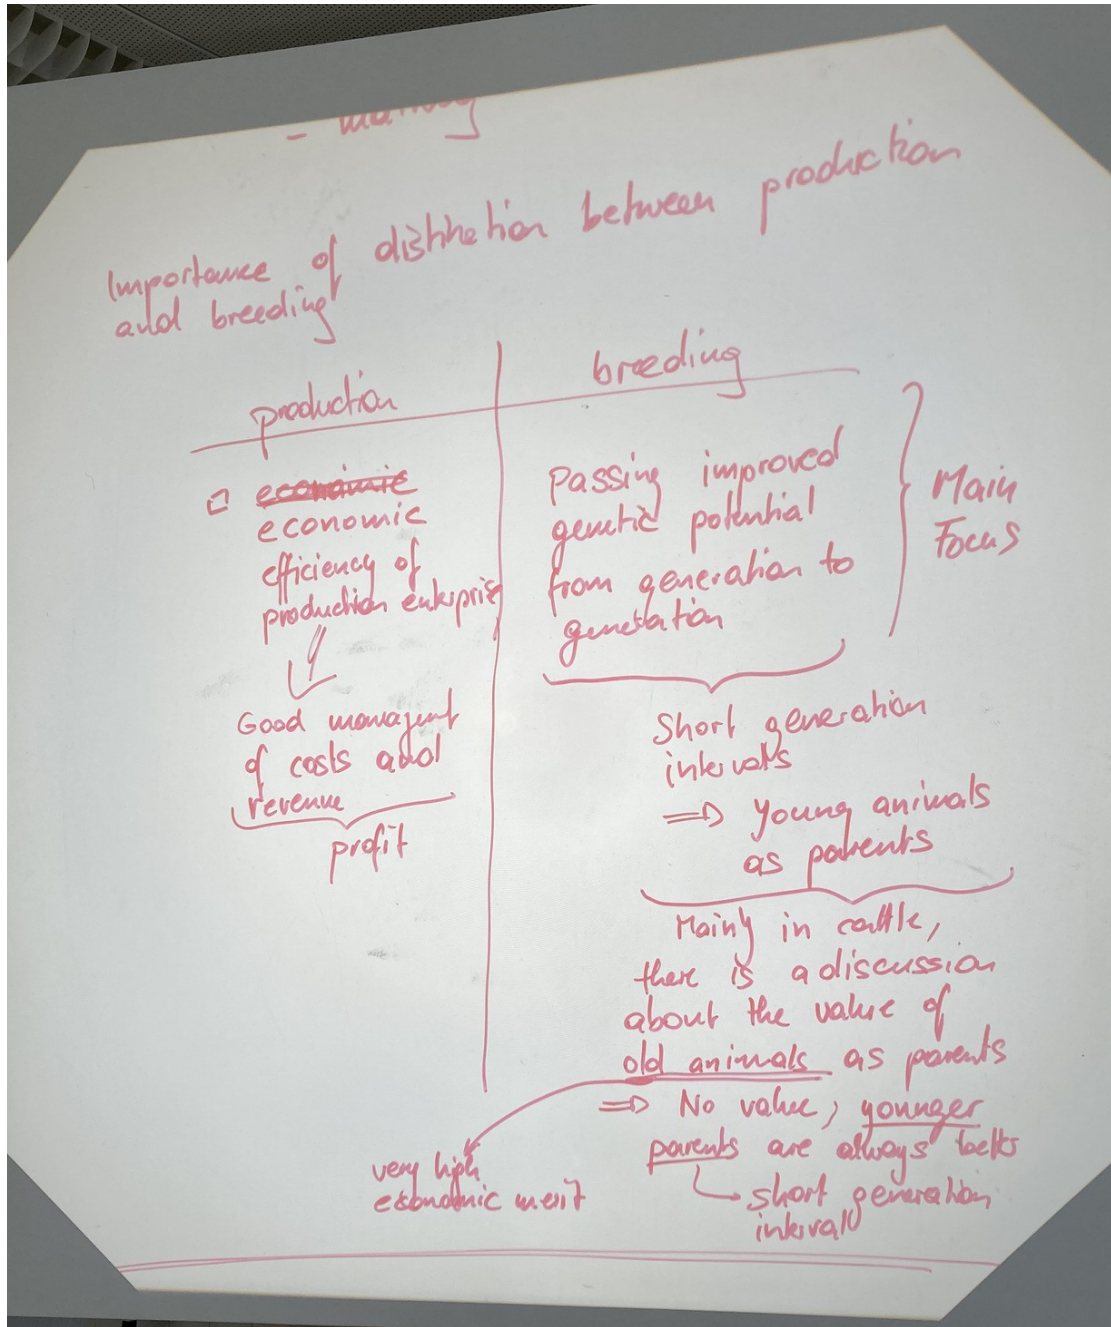 Importance of distinction between production
and breeding
production
breeding
economic
economic
efficiency of
production enterprise
Good managent
of costs and
revenue
profit
Passing improved
genetic potential
from generation to
generation
Main
Focus
Short generation
intervals
⇒ Young animals
as parents
Mainly in cattle,
there is a discussion
about the value of
old animals as parents
⇒ No value, younger
parents are always better
short generation
interval
very high
economic merit